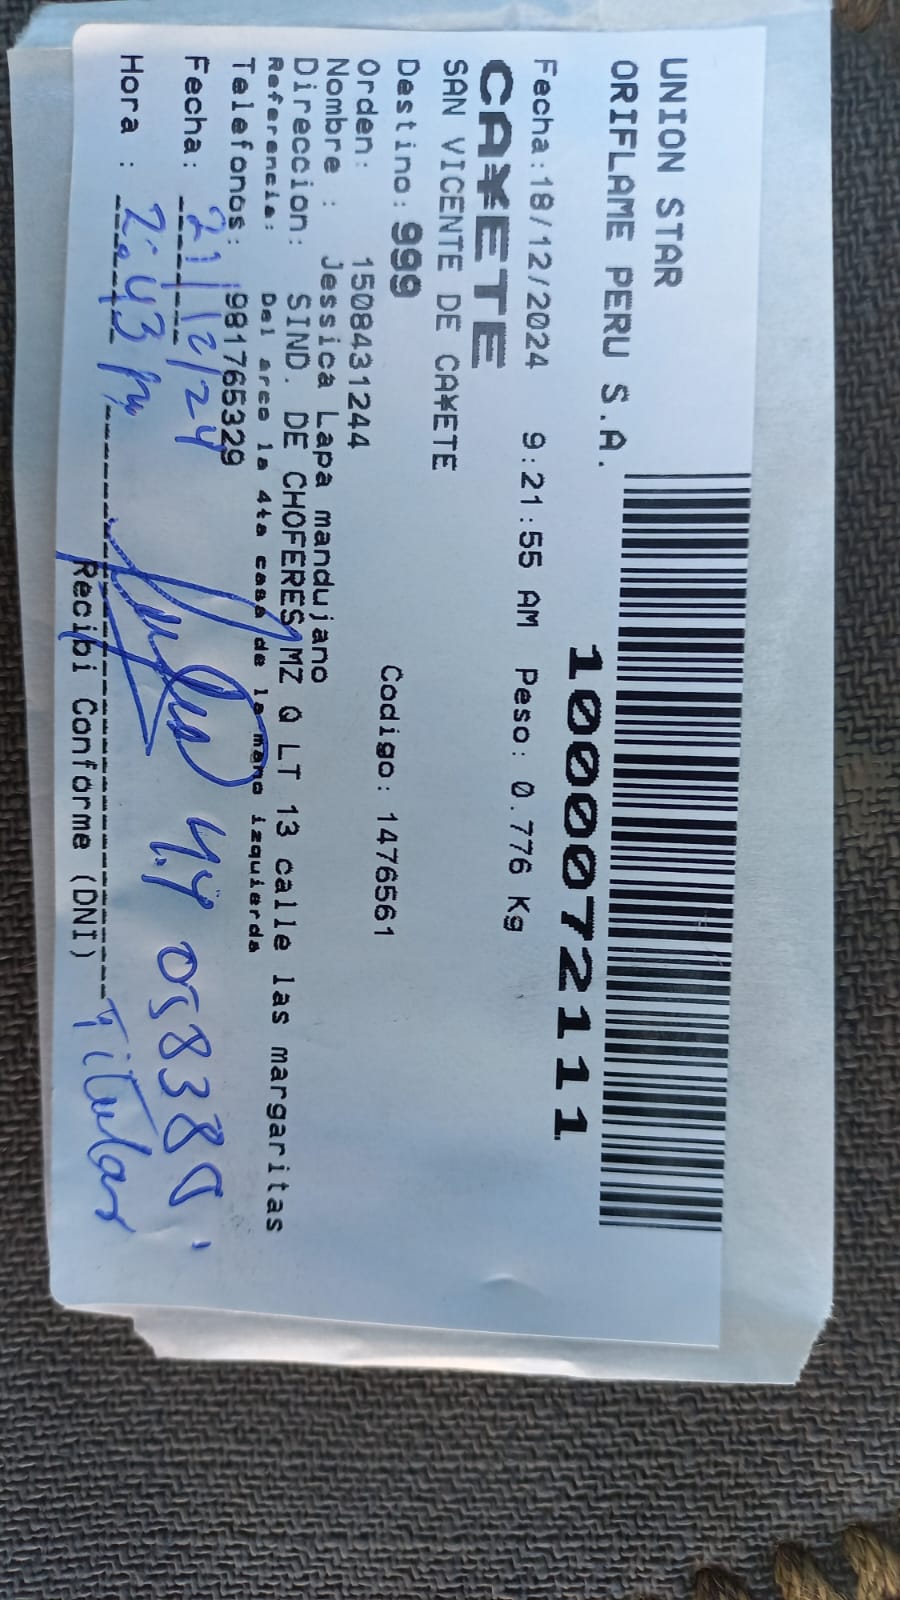 UNION STAR
ORIFLAME PERU S.A.
1000072111
Fecha:18/12/2024 9:21:55 AM Peso: 0.776 Kg
CA¥ETE
SAN VICENTE DE CA¥ETE
Destino: 999
Codigo: 1476561
Orden: 1508431244
Nombre : Jessica Lapa mandujano
Direccion: SIND. DE CHOFERES MZ Q LT 13 calle las margaritas
Referencia: Del arco la 4ta casa de la mano izquierda
Telefonos: 981765329
Fecha: 21/12/24
Hora : 2:43 pm
Recibi Conforme (DNI) Titular